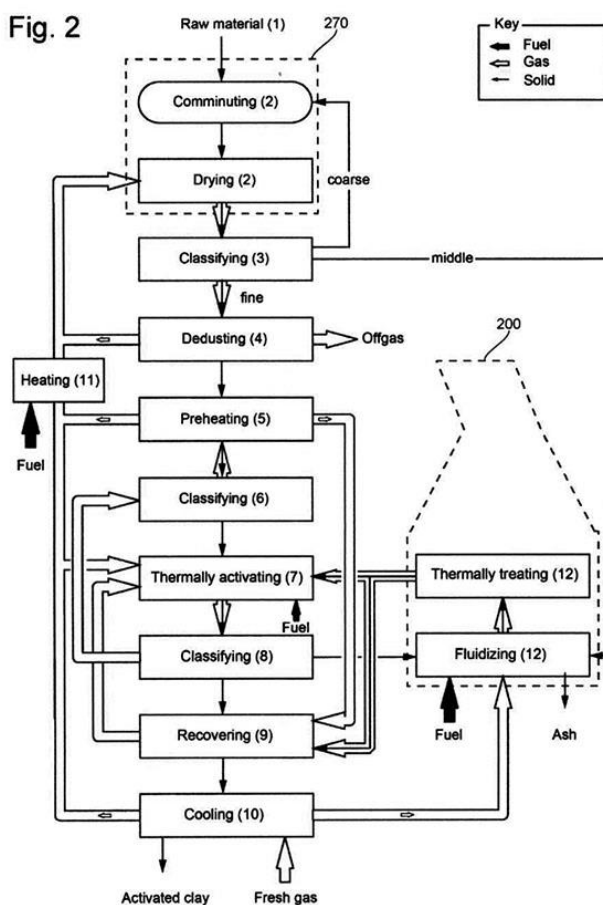 Fig. 2
Raw material (1)
270
Key
Fuel
Gas
Solid
Comminuting (2)
Drying (2)
coarse
Classifying (3)
middle
fine
Dedusting (4)
Offgas
200
Heating (11)
Fuel
Preheating (5)
Classifying (6)
Thermally activating (7)
Thermally treating (12)
Fuel
Classifying (8)
Fluidizing (12)
Recovering (9)
Fuel
Ash
Cooling (10)
Activated clay
Fresh gas